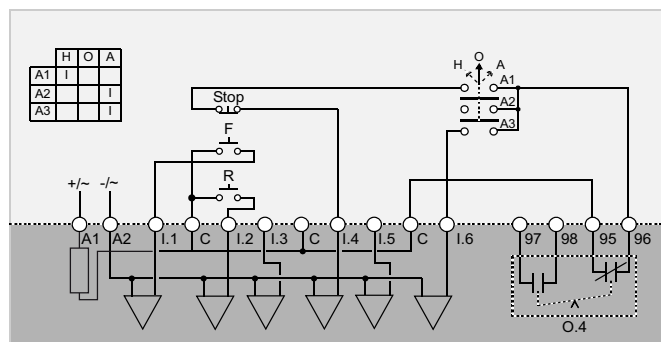 H O A
A1 I
A2 I
A3 I
H O A
A1
A2
A3
Stop
F
R
+/~ -/~
A1 A2 I.1 C I.2 I.3 C I.4 I.5 C I.6 97 98 95 96
O.4